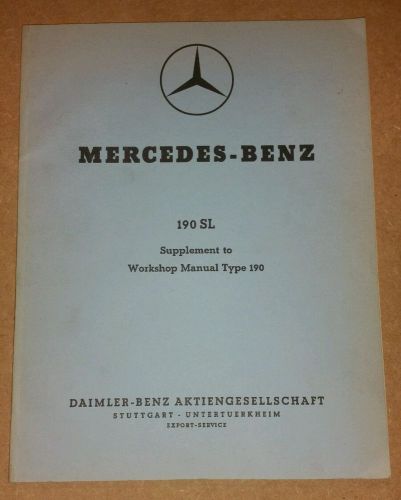 MERCEDES-BENZ
190 SL
Supplement to
Workshop Manual Type 190
DAIMLER-BENZ AKTIENGESELLSCHAFT
STUTTGART - UNTERTUERKHEIM
EXPORT-SERVICE